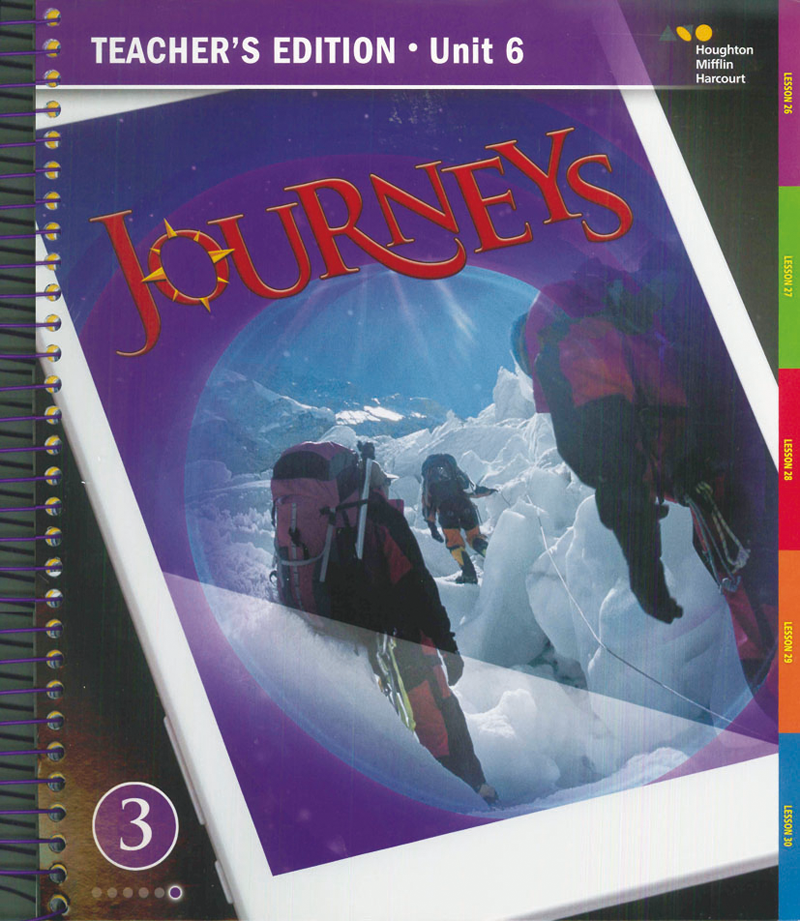 TEACHER'S EDITION • Unit 6
Houghton
Mifflin
Harcourt
JOURNEYS
3
LESSON 26
LESSON 27
LESSON 28
LESSON 29
LESSON 30